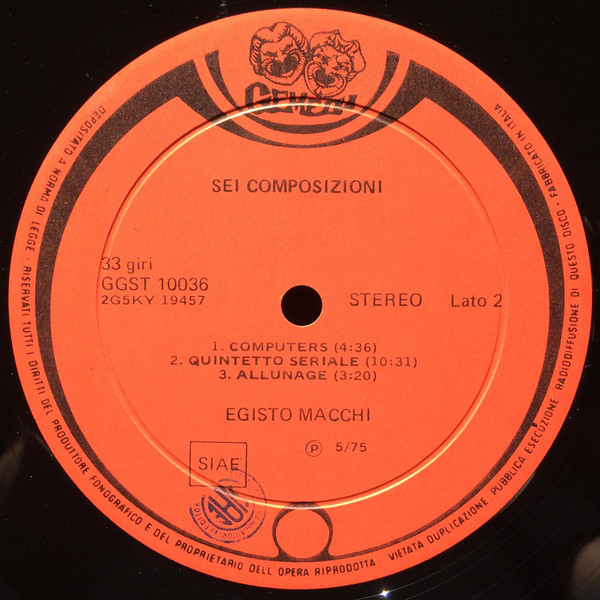 GEMELLI
SEI COMPOSIZIONI
33 giri
GGST 10036
2G5KY 19457
STEREO Lato 2
1. COMPUTERS (4:36)
2. QUINTETTO SERIALE (10:31)
3. ALLUNAGE (3:20)
EGISTO MACCHI
Ⓟ 5/75
SIAE
DEPOSITATO A NORMA DI LEGGE · RISERVATI TUTTI I DIRITTI DEL PRODUTTORE FONOGRAFICO E DEL PROPRIETARIO DELL OPERA RIPRODOTTA. VIETATA DUPLICAZIONE. PUBBLICA ESECUZIONE RADIODIFFUSIONE DI QUESTO DISCO · FABBRICATO IN ITALIA